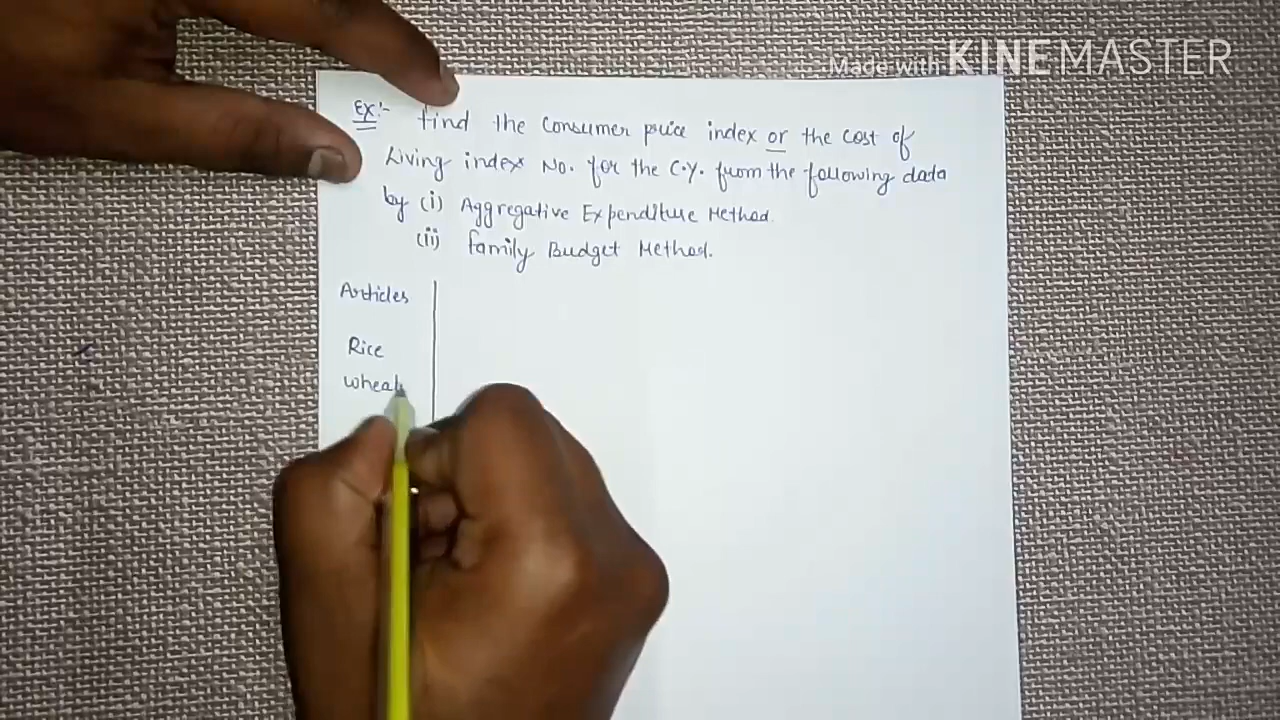 Made with KINEMASTER
Ex:- Find the Consumer price index or the cost of
Living index No. for the C.Y. from the following data
by (i) Aggregative Expenditure Method.
(ii) Family Budget Method.
Articles
Rice
Wheat